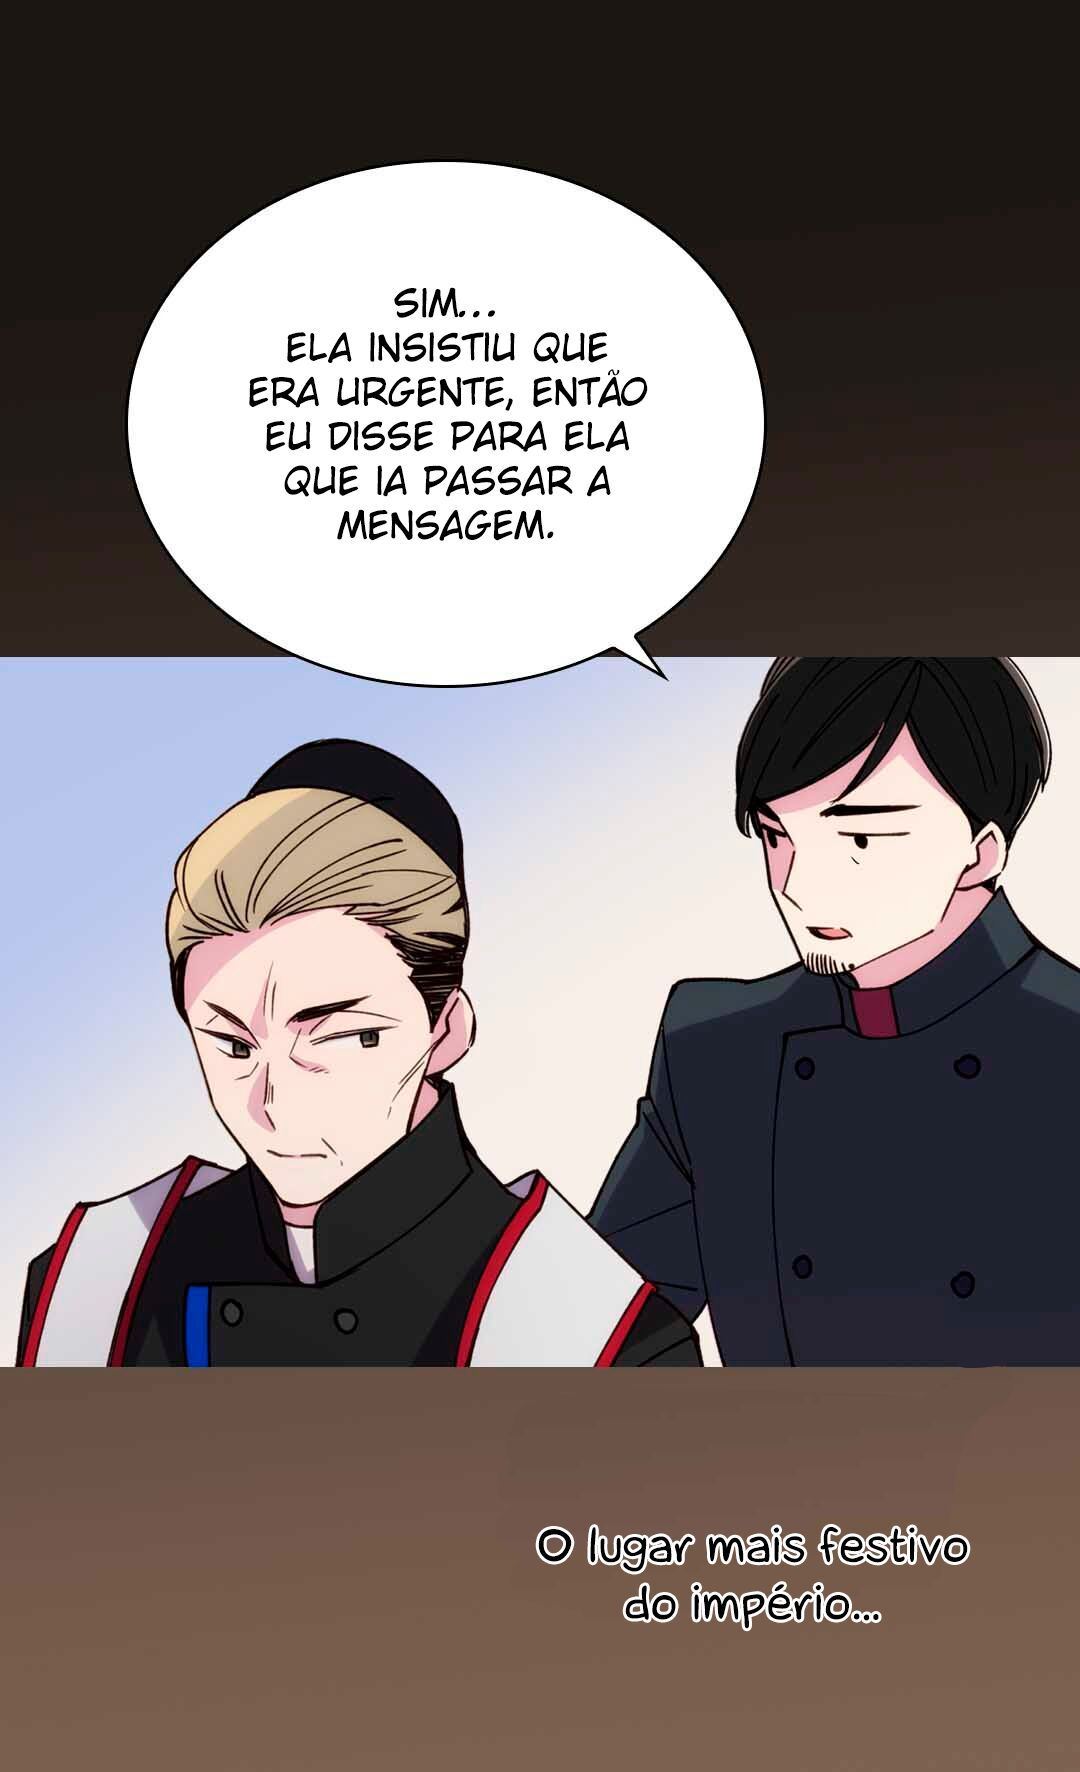 SIM...
ELA INSISTIU QUE
ERA URGENTE, ENTÃO
EU DISSE PARA ELA
QUE IA PASSAR A
MENSAGEM.
O lugar mais festivo
do império...